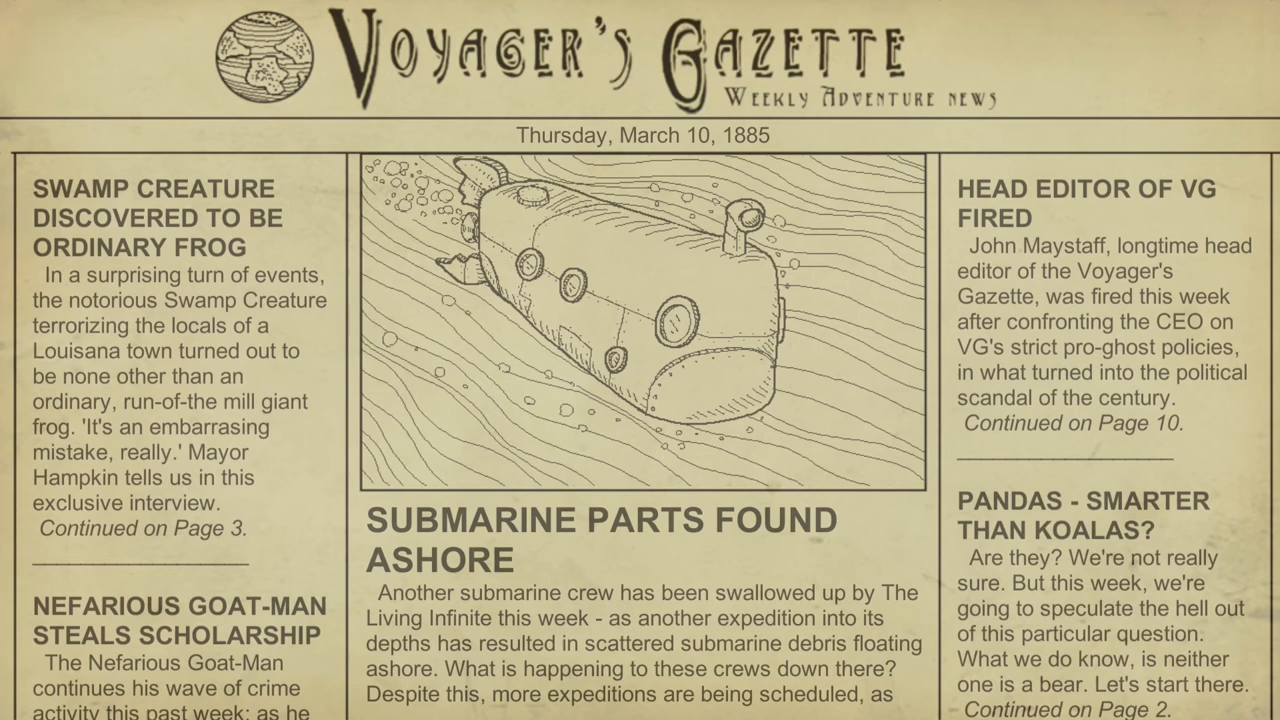 VOYAGER'S GAZETTE
WEEKLY ADVENTURE NEWS
Thursday, March 10, 1885
SWAMP CREATURE
DISCOVERED TO BE
ORDINARY FROG
In a surprising turn of events,
the notorious Swamp Creature
terrorizing the locals of a
Louisana town turned out to
be none other than an
ordinary, run-of-the mill giant
frog. 'It's an embarrasing
mistake, really.' Mayor
Hampkin tells us in this
exclusive interview.
Continued on Page 3.
NEFARIOUS GOAT-MAN
STEALS SCHOLARSHIP
The Nefarious Goat-Man
continues his wave of crime
activity this past week; as he
SUBMARINE PARTS FOUND
ASHORE
Another submarine crew has been swallowed up by The
Living Infinite this week - as another expedition into its
depths has resulted in scattered submarine debris floating
ashore. What is happening to these crews down there?
Despite this, more expeditions are being scheduled, as
HEAD EDITOR OF VG
FIRED
John Maystaff, longtime head
editor of the Voyager's
Gazette, was fired this week
after confronting the CEO on
VG's strict pro-ghost policies,
in what turned into the political
scandal of the century.
Continued on Page 10.
PANDAS - SMARTER
THAN KOALAS?
Are they? We're not really
sure. But this week, we're
going to speculate the hell out
of this particular question.
What we do know, is neither
one is a bear. Let's start there.
Continued on Page 2.